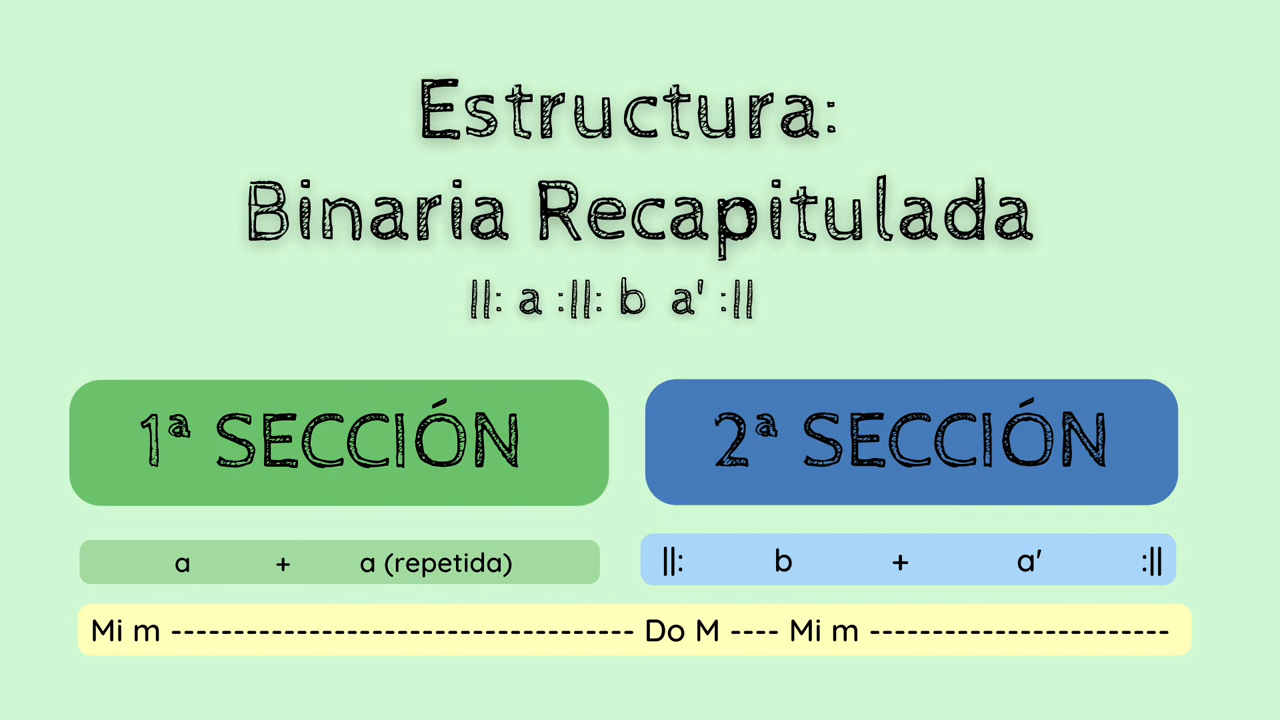 Estructura:
Binaria Recapitulada
||: a :||: b a' :||
1ª SECCIÓN
2ª SECCIÓN
a + a (repetida)
||: b + a' :||
Mi m ------------------------------------- Do M ---- Mi m ------------------------